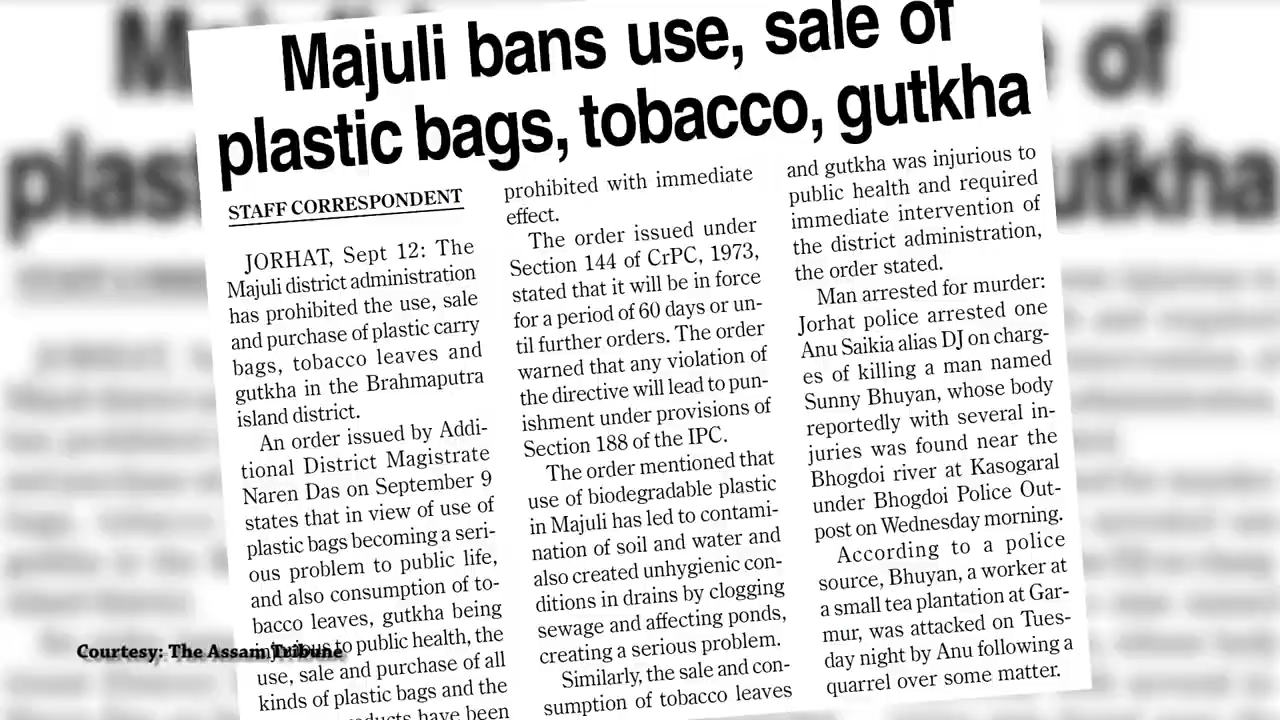 Majuli bans use, sale of
plastic bags, tobacco, gutkha
STAFF CORRESPONDENT
JORHAT, Sept 12: The
Majuli district administration
has prohibited the use, sale
and purchase of plastic carry
bags, tobacco leaves and
gutkha in the Brahmaputra
island district.
An order issued by Addi-
tional District Magistrate
Naren Das on September 9
states that in view of use of
plastic bags becoming a seri-
ous problem to public life,
and also consumption of to-
bacco leaves, gutkha being
to public health, the
use, sale and purchase of all
kinds of plastic bags and the
have been
prohibited with immediate
effect.
The order issued under
Section 144 of CrPC, 1973,
stated that it will be in force
for a period of 60 days or un-
til further orders. The order
warned that any violation of
the directive will lead to pun-
ishment under provisions of
Section 188 of the IPC.
The order mentioned that
use of biodegradable plastic
in Majuli has led to contami-
nation of soil and water and
also created unhygienic con-
ditions in drains by clogging
sewage and affecting ponds,
creating a serious problem.
Similarly, the sale and con-
sumption of tobacco leaves
and gutkha was injurious to
public health and required
immediate intervention of
the district administration,
the order stated.
Man arrested for murder:
Jorhat police arrested one
Anu Saikia alias DJ on charg-
es of killing a man named
Sunny Bhuyan, whose body
reportedly with several in-
juries was found near the
Bhogdoi river at Kasogaral
under Bhogdoi Police Out-
post on Wednesday morning.
According to a police
source, Bhuyan, a worker at
a small tea plantation at Gar-
mur, was attacked on Tues-
day night by Anu following a
quarrel over some matter.
Courtesy: The Assam Tribune